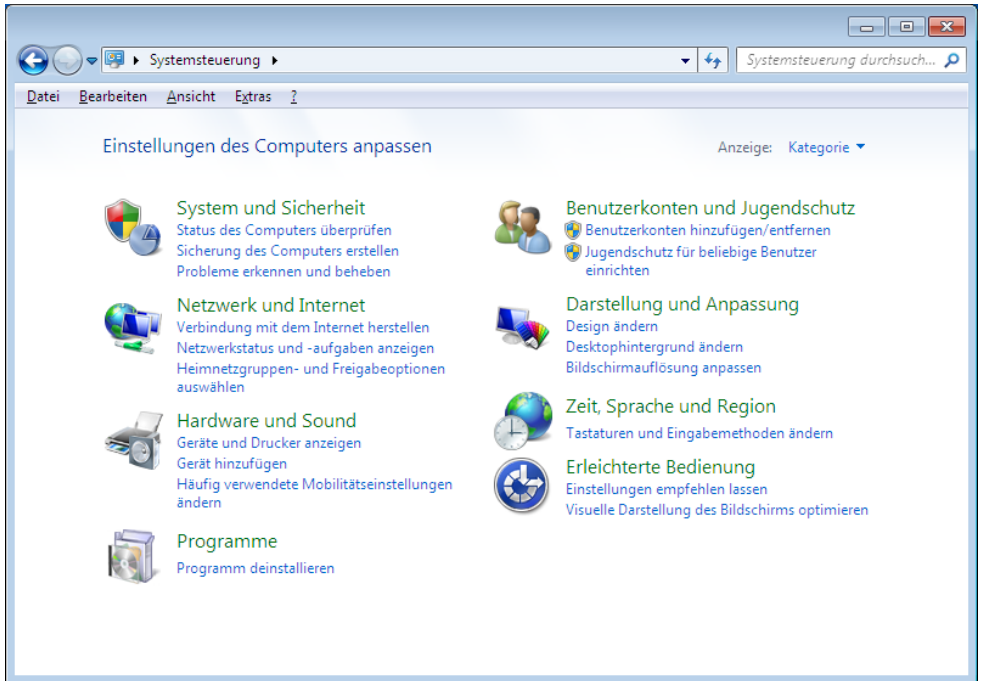 Systemsteuerung
Systemsteuerung durchsuch...
Datei Bearbeiten Ansicht Extras ?
Einstellungen des Computers anpassen
Anzeige: Kategorie
System und Sicherheit
Status des Computers überprüfen
Sicherung des Computers erstellen
Probleme erkennen und beheben
Netzwerk und Internet
Verbindung mit dem Internet herstellen
Netzwerkstatus und -aufgaben anzeigen
Heimnetzgruppen- und Freigabeoptionen
auswählen
Hardware und Sound
Geräte und Drucker anzeigen
Gerät hinzufügen
Häufig verwendete Mobilitätseinstellungen
ändern
Programme
Programm deinstallieren
Benutzerkonten und Jugendschutz
Benutzerkonten hinzufügen/entfernen
Jugendschutz für beliebige Benutzer
einrichten
Darstellung und Anpassung
Design ändern
Desktophintergrund ändern
Bildschirmauflösung anpassen
Zeit, Sprache und Region
Tastaturen und Eingabemethoden ändern
Erleichterte Bedienung
Einstellungen empfehlen lassen
Visuelle Darstellung des Bildschirms optimieren